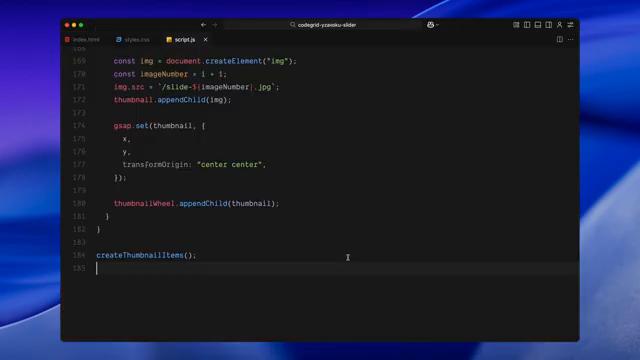 codegrid-yzavoku-slider
index.html
styles.css
script.js
168
169 const img = document.createElement("img");
170 const imageNumber = i + 1;
171 img.src = `/slide-${imageNumber}.jpg`;
172 thumbnail.appendChild(img);
173
174 gsap.set(thumbnail, {
175 x,
176 y,
177 transformOrigin: "center center",
178 });
179
180 thumbnailWheel.appendChild(thumbnail);
181 }
182 }
183
184 createThumbnailItems();
185